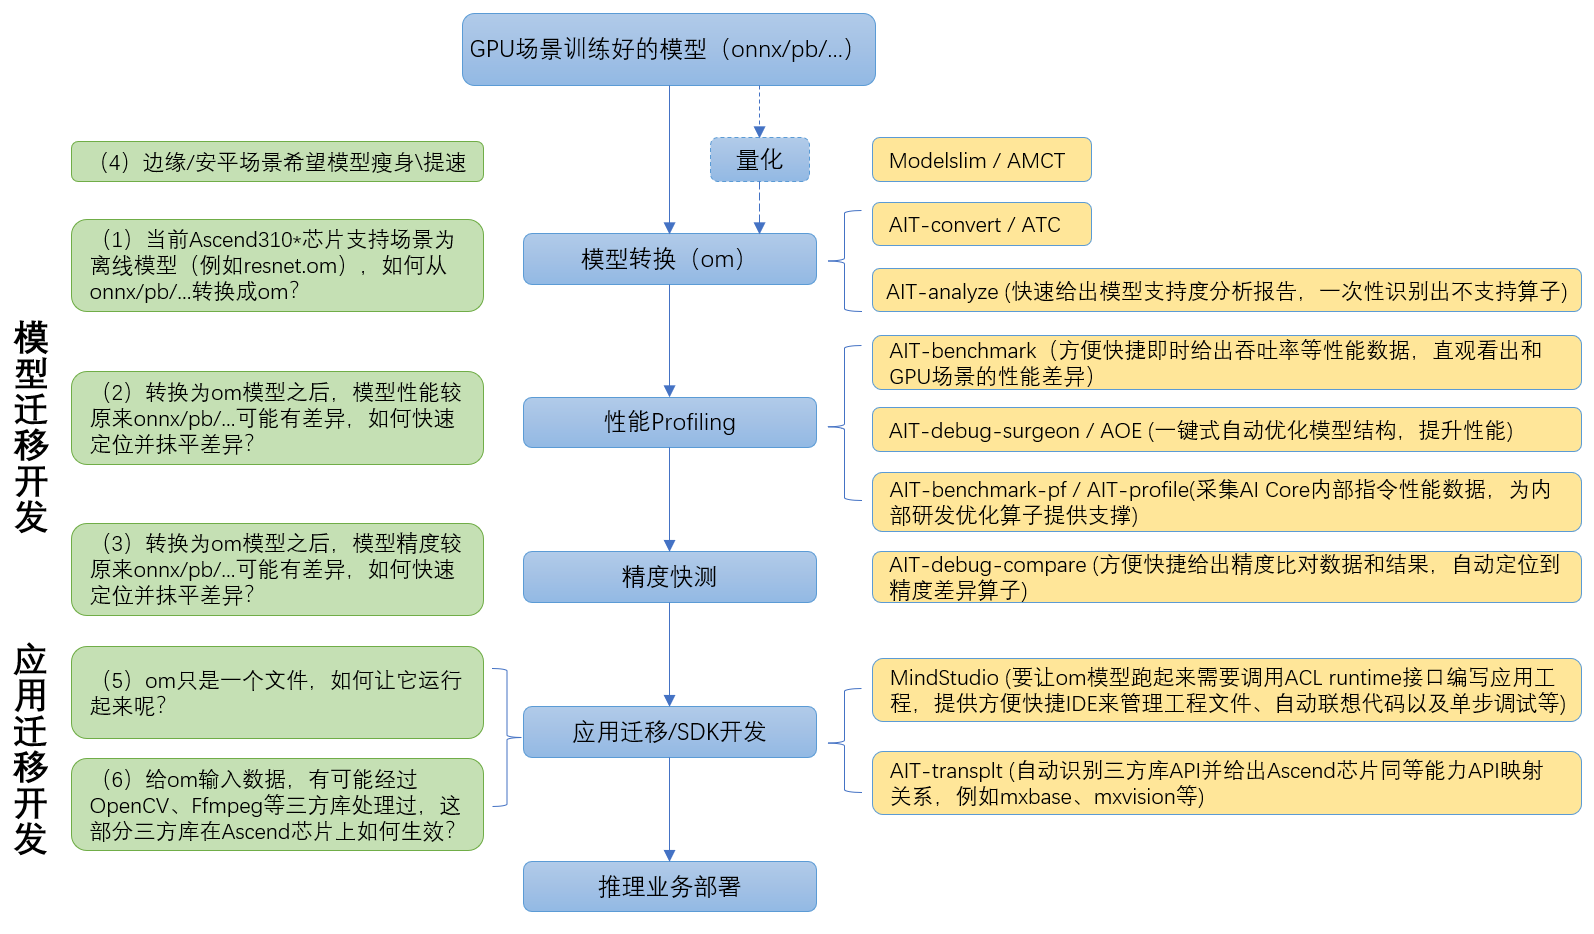 GPU场景训练好的模型（onnx/pb/...）
（4）边缘/安平场景希望模型瘦身\提速
量化
Modelslim / AMCT
模型迁移开发
（1）当前Ascend310*芯片支持场景为
离线模型（例如resnet.om），如何从
onnx/pb/...转换成om？
模型转换（om）
AIT-convert / ATC
AIT-analyze (快速给出模型支持度分析报告，一次性识别出不支持算子)
（2）转换为om模型之后，模型性能较
原来onnx/pb/...可能有差异，如何快速
定位并抹平差异？
性能Profiling
AIT-benchmark（方便快捷即时给出吞吐率等性能数据，直观看出和
GPU场景的性能差异）
AIT-debug-surgeon / AOE (一键式自动优化模型结构，提升性能)
AIT-benchmark-pf / AIT-profile(采集AI Core内部指令性能数据，为内
部研发优化算子提供支撑)
（3）转换为om模型之后，模型精度较
原来onnx/pb/...可能有差异，如何快速
定位并抹平差异？
精度快测
AIT-debug-compare (方便快捷给出精度比对数据和结果，自动定位到
精度差异算子)
应用迁移开发
（5）om只是一个文件，如何让它运行
起来呢？
（6）给om输入数据，有可能经过
OpenCV、Ffmpeg等三方库处理过，这
部分三方库在Ascend芯片上如何生效？
应用迁移/SDK开发
MindStudio (要让om模型跑起来需要调用ACL runtime接口编写应用工
程，提供方便快捷IDE来管理工程文件、自动联想代码以及单步调试等)
AIT-transplt (自动识别三方库API并给出Ascend芯片同等能力API映射
关系，例如mxbase、mxvision等)
推理业务部署